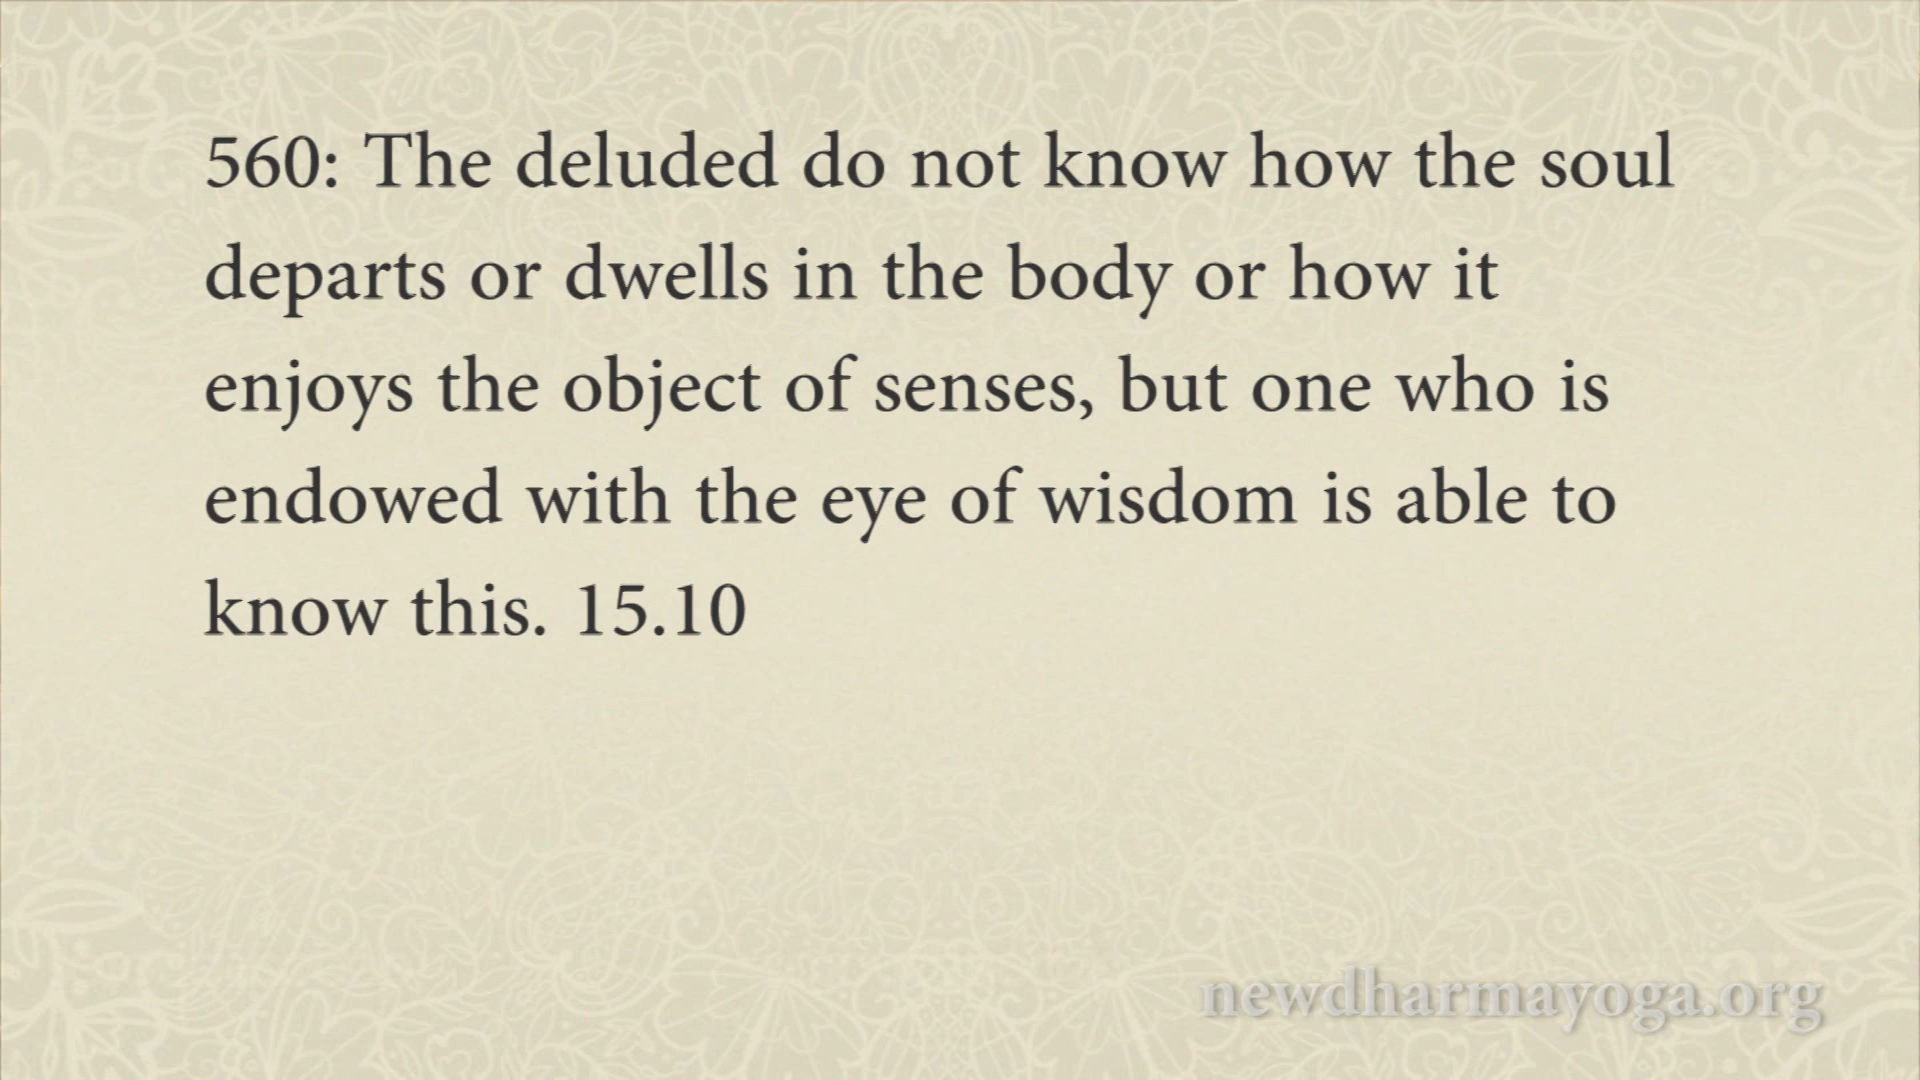 560: The deluded do not know how the soul
departs or dwells in the body or how it
enjoys the object of senses, but one who is
endowed with the eye of wisdom is able to
know this. 15.10
newdharmayoga.org